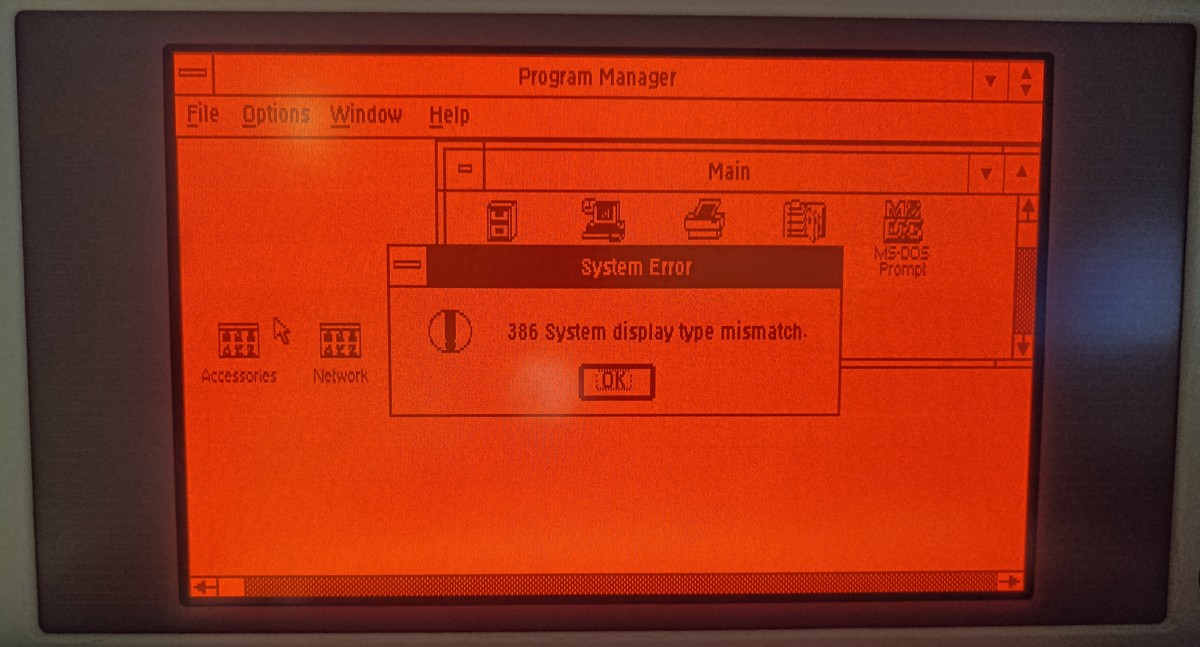 Program Manager
File Options Window Help
Main
MS-DOS
Prompt
System Error
386 System display type mismatch.
OK
Accessories
Network